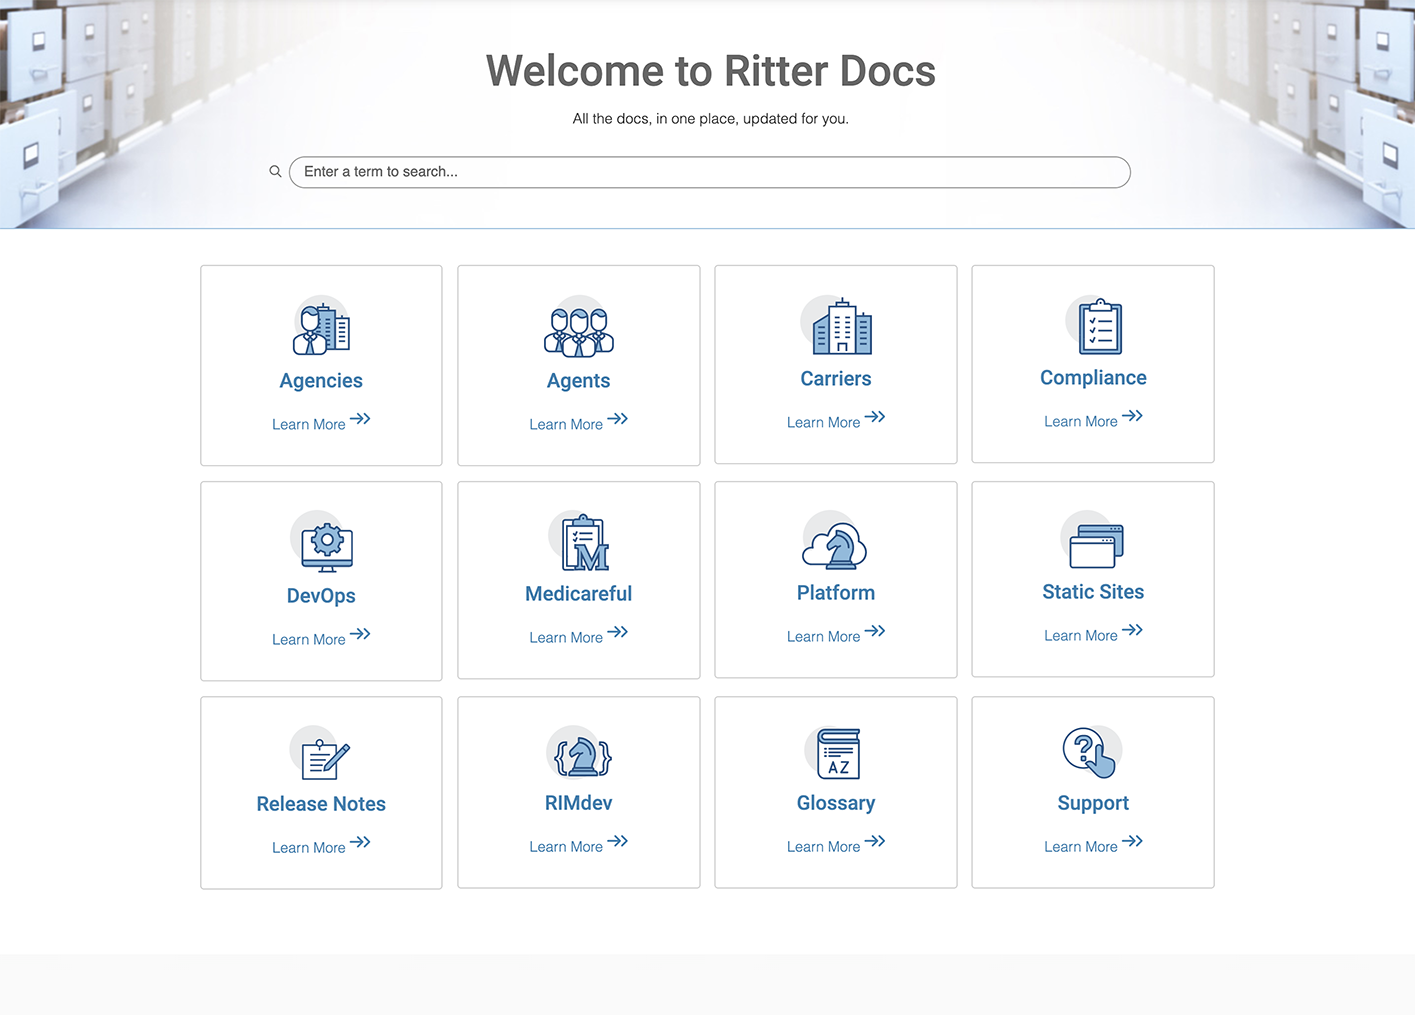 Welcome to Ritter Docs
All the docs, in one place, updated for you.
Enter a term to search...
Agencies
Learn More
Agents
Learn More
Carriers
Learn More
Compliance
Learn More
DevOps
Learn More
M
Medicareful
Learn More
Platform
Learn More
Static Sites
Learn More
Release Notes
Learn More
{ }
RIMdev
Learn More
AZ
Glossary
Learn More
?
Support
Learn More